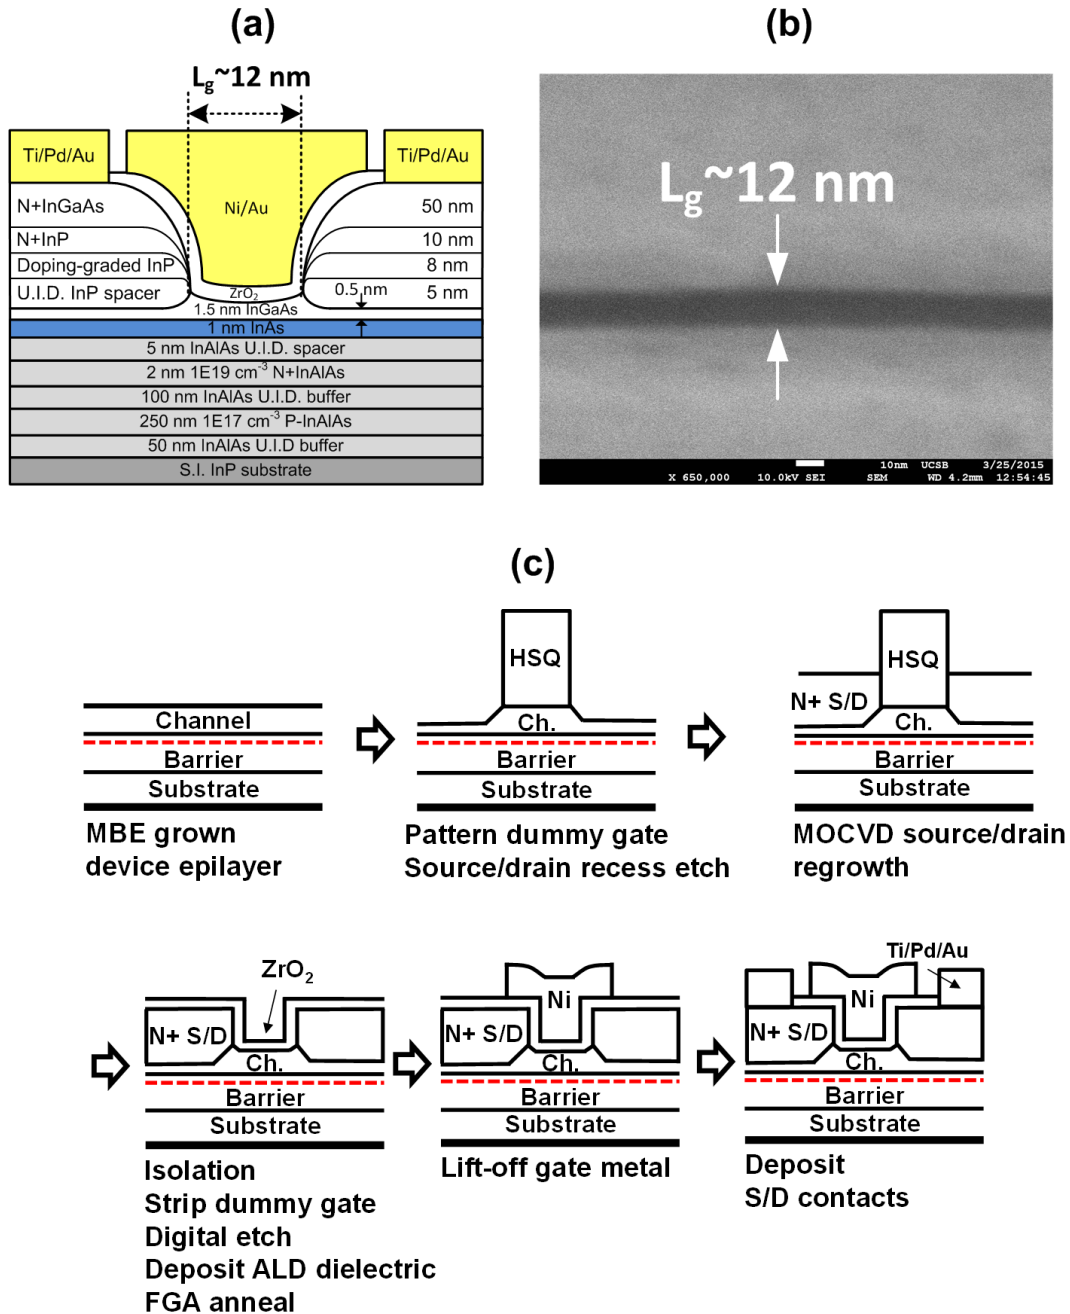 (a)
(b)
Lg~12 nm
Ti/Pd/Au
Ti/Pd/Au
Ni/Au
N+InGaAs
50 nm
N+InP
10 nm
Doping-graded InP
8 nm
U.I.D. InP spacer
5 nm
ZrO2
0.5 nm
1.5 nm InGaAs
1 nm InAs
5 nm InAlAs U.I.D. spacer
2 nm 1E19 cm-3 N+InAlAs
100 nm InAlAs U.I.D. buffer
250 nm 1E17 cm-3 P-InAlAs
50 nm InAlAs U.I.D buffer
S.I. InP substrate
Lg~12 nm
10nm UCSB 3/25/2015
X 650,000 10.0kV SEI SEM WD 4.2mm 12:54:45
(c)
Channel
Barrier
Substrate
MBE grown
device epilayer
HSQ
Ch.
Barrier
Substrate
Pattern dummy gate
Source/drain recess etch
HSQ
N+ S/D
Ch.
Barrier
Substrate
MOCVD source/drain
regrowth
ZrO2
N+ S/D
Ch.
Barrier
Substrate
Isolation
Strip dummy gate
Digital etch
Deposit ALD dielectric
FGA anneal
Ni
N+ S/D
Ch.
Barrier
Substrate
Lift-off gate metal
Ti/Pd/Au
Ni
N+ S/D
Ch.
Barrier
Substrate
Deposit
S/D contacts